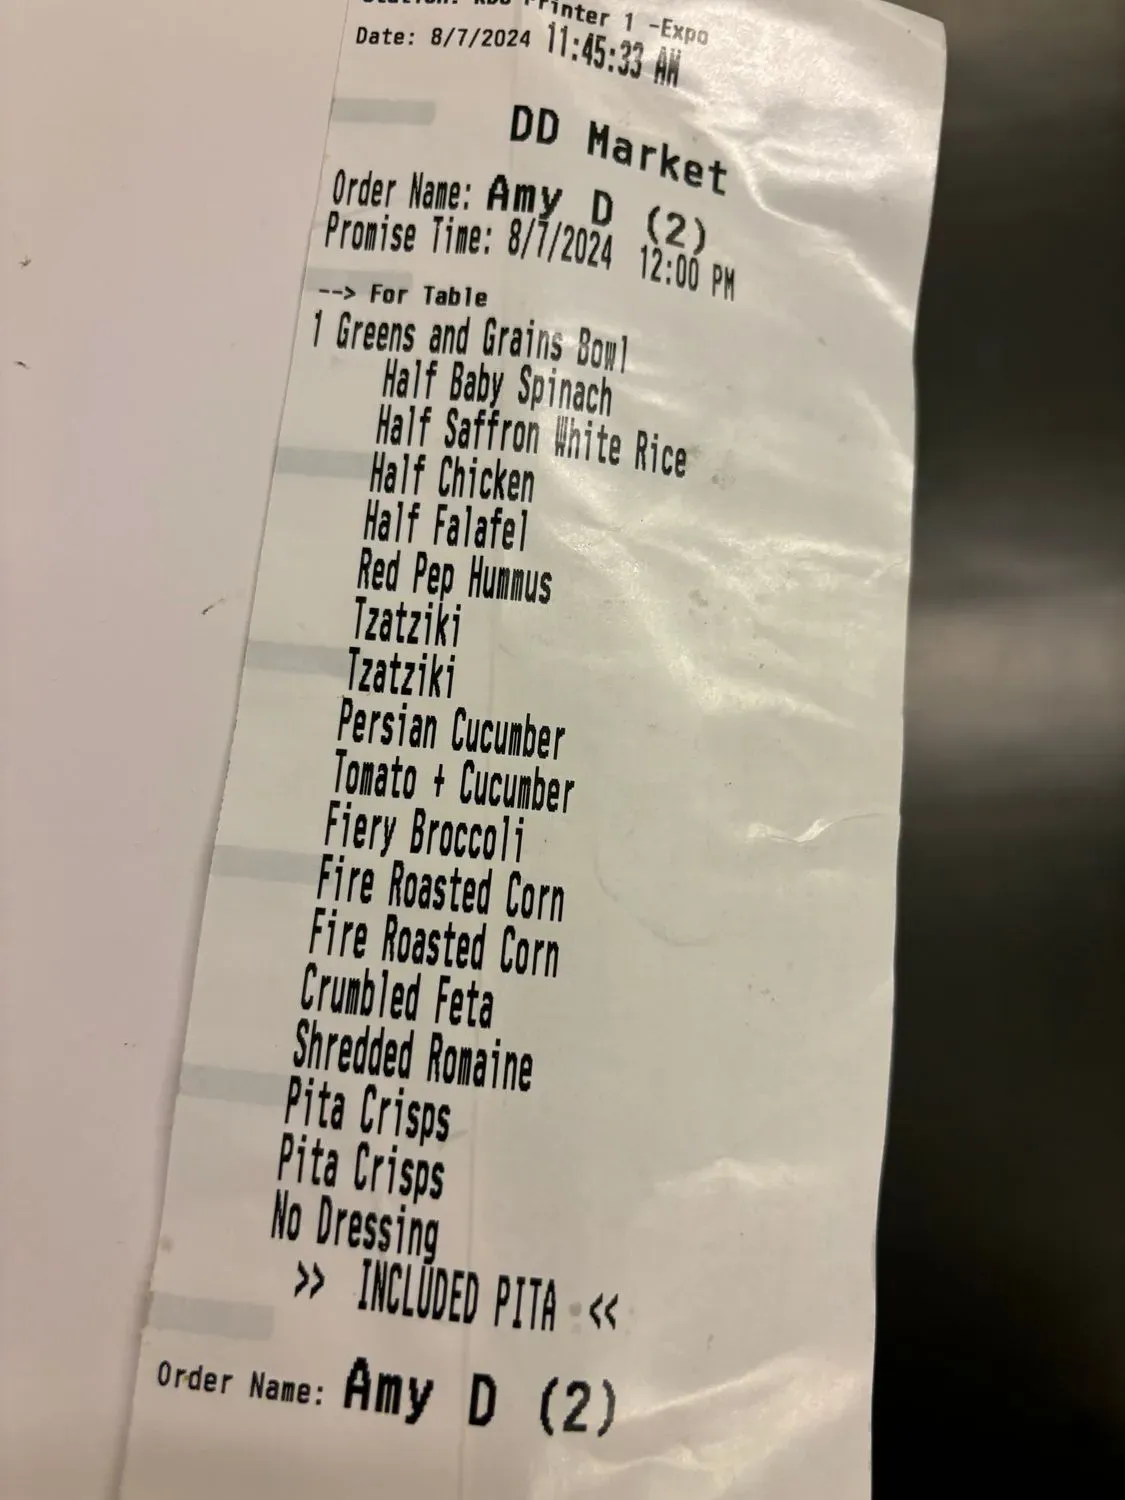 Printer 1 -Expo
Date: 8/7/2024 11:45:33 AM
DD Market
Order Name: Amy D (2)
Promise Time: 8/7/2024 12:00 PM
--> For Table
1 Greens and Grains Bowl
Half Baby Spinach
Half Saffron White Rice
Half Chicken
Half Falafel
Red Pep Hummus
Tzatziki
Tzatziki
Persian Cucumber
Tomato + Cucumber
Fiery Broccoli
Fire Roasted Corn
Fire Roasted Corn
Crumbled Feta
Shredded Romaine
Pita Crisps
Pita Crisps
No Dressing
>> INCLUDED PITA <<
Order Name: Amy D (2)